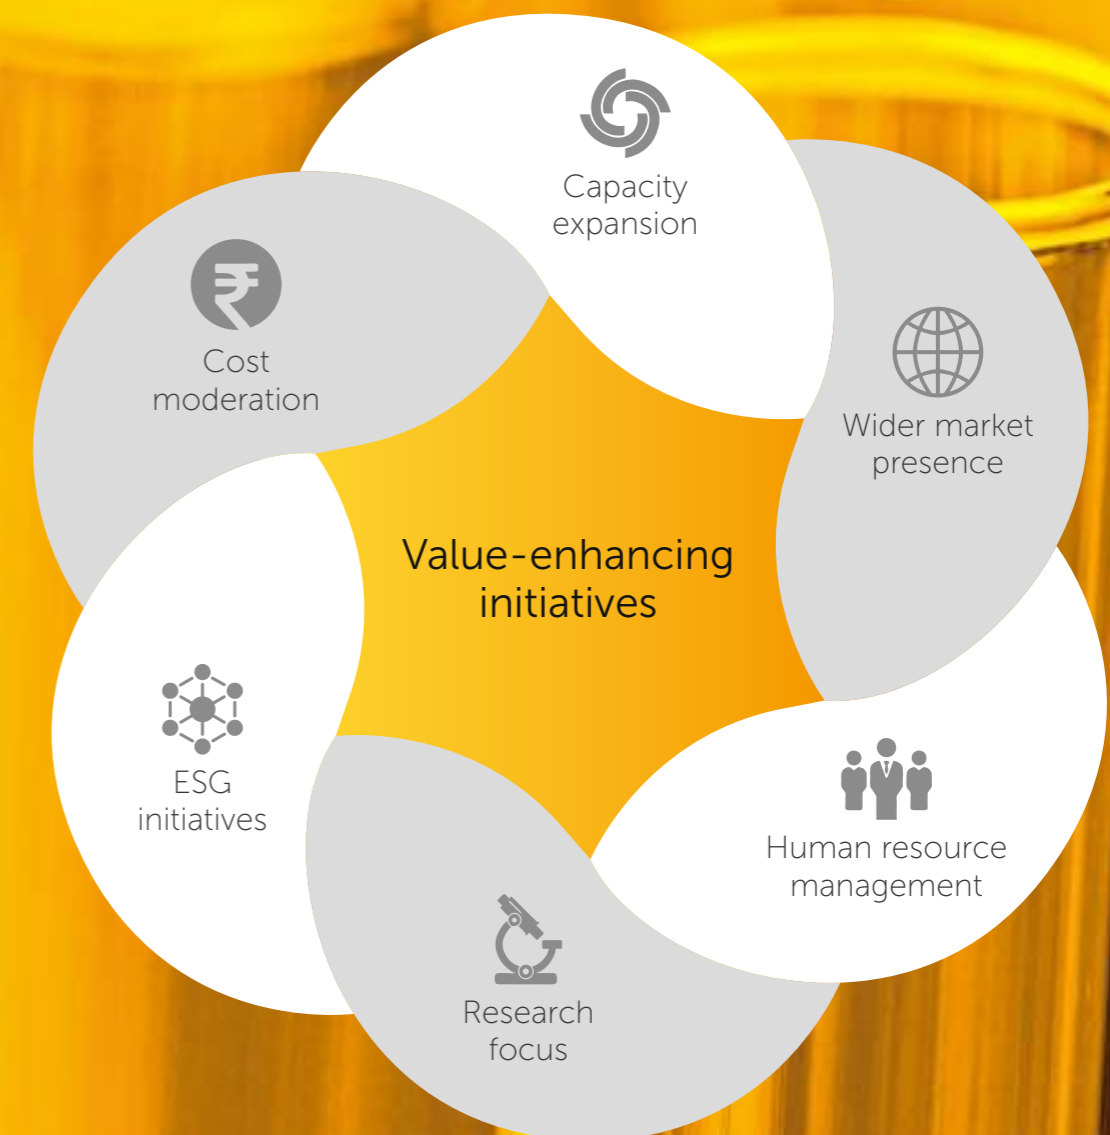 Capacity
expansion
Wider market
presence
Human resource
management
Research
focus
ESG
initiatives
₹
Cost
moderation
Value-enhancing
initiatives